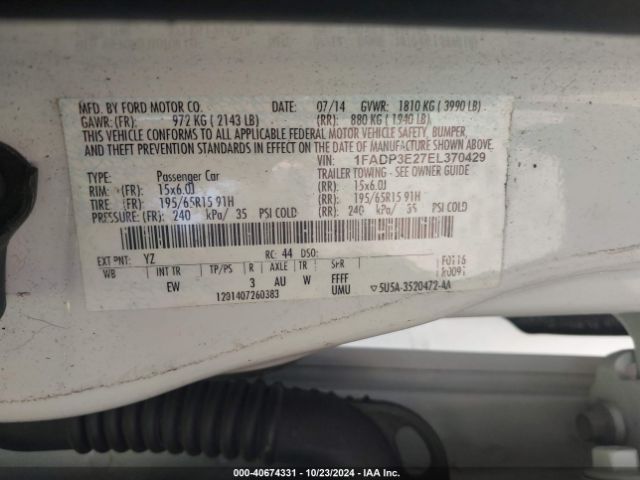 MFD. BY FORD MOTOR CO. DATE: 07/14 GVWR: 1810 KG ( 3990 LB)
GAWR: (FR): 972 KG ( 2143 LB) (RR): 880 KG ( 1940 LB)
THIS VEHICLE CONFORMS TO ALL APPLICABLE FEDERAL MOTOR VEHICLE SAFETY, BUMPER,
AND THEFT PREVENTION STANDARDS IN EFFECT ON THE DATE OF MANUFACTURE SHOWN ABOVE.
VIN: 1FADP3E27EL370429
TYPE: Passenger Car TRAILER TOWING - SEE OWNER GUIDE
RIM: (FR): 15x6.0J (RR): 15x6.0J
TIRE (FR): 195/65R15 91H (RR): 195/65R15 91H
PRESSURE: (FR) 240 kPa/ 35 PSI COLD (RR): 240 kPa/ 35 PSI COLD
EXT PNT: YZ RC: 44 DSO: F0116
WB INT TR TP/PS R AXLE TR SPR
EW 3 AU W FFFF
UMU
1291407260383 5U5A-3520472-AA
000-40674331 - 10/23/2024 - IAA Inc.